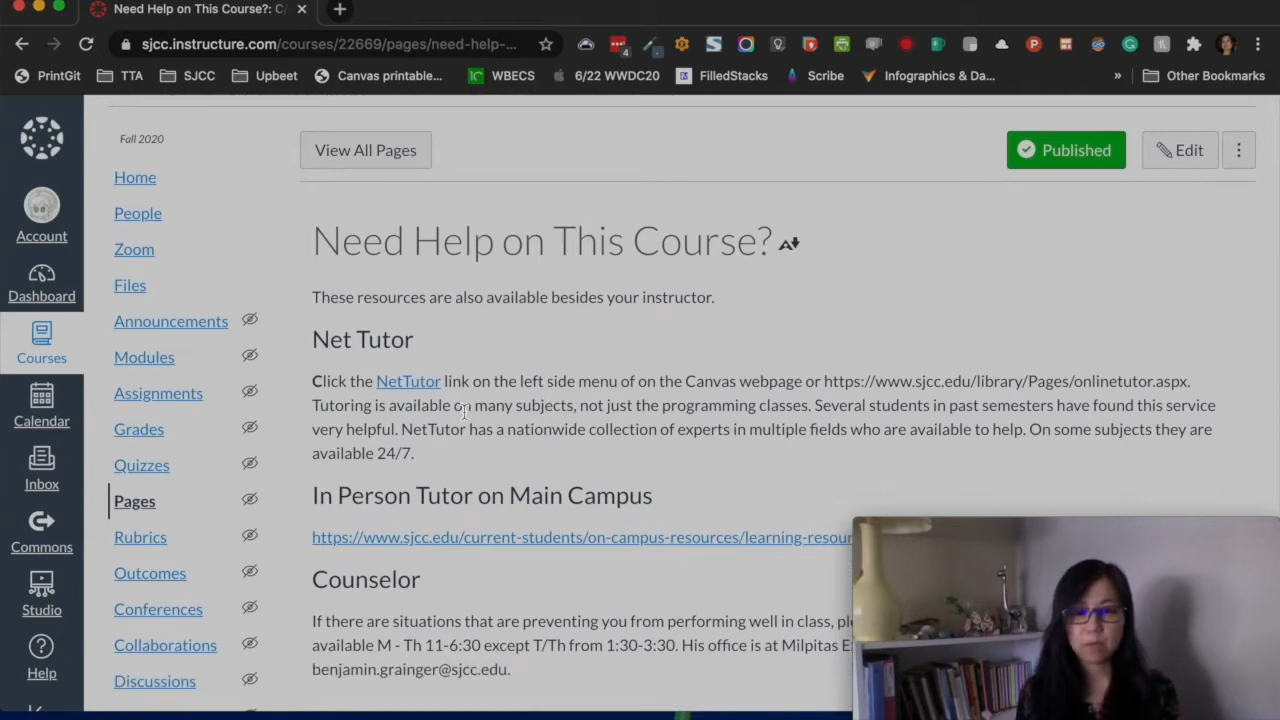 Need Help on This Course?: C/
sjcc.instructure.com/courses/22669/pages/need-help-...
4
PrintGit
TTA
SJCC
Upbeet
Canvas printable...
WBECS
6/22 WWDC20
FilledStacks
Scribe
Infographics & Da...
»
Other Bookmarks
Account
Dashboard
Courses
Calendar
Inbox
Commons
Studio
Help
Fall 2020
Home
People
Zoom
Files
Announcements
Modules
Assignments
Grades
Quizzes
Pages
Rubrics
Outcomes
Conferences
Collaborations
Discussions
View All Pages
Published
Edit
Need Help on This Course?
These resources are also available besides your instructor.
Net Tutor
Click the NetTutor link on the left side menu of on the Canvas webpage or https://www.sjcc.edu/library/Pages/onlinetutor.aspx.
Tutoring is available on many subjects, not just the programming classes. Several students in past semesters have found this service
very helpful. NetTutor has a nationwide collection of experts in multiple fields who are available to help. On some subjects they are
available 24/7.
In Person Tutor on Main Campus
https://www.sjcc.edu/current-students/on-campus-resources/learning-resour
Counselor
If there are situations that are preventing you from performing well in class, pl
available M - Th 11-6:30 except T/Th from 1:30-3:30. His office is at Milpitas E
benjamin.grainger@sjcc.edu.